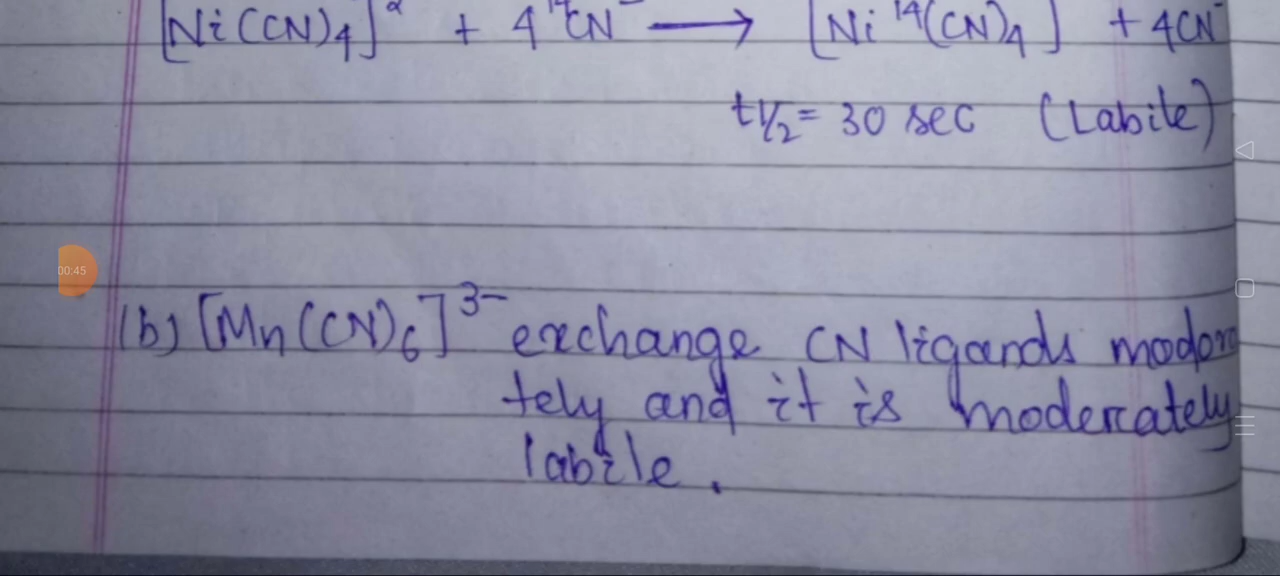 [Ni(CN)4]2 + 4 14CN- ⟶ [Ni 14(CN)4] + 4CN-
t1/2 = 30 sec (Labile)
00:45
(b) [Mn(CN)6]3- exchange CN ligands modora
tely and it is moderately
labile.